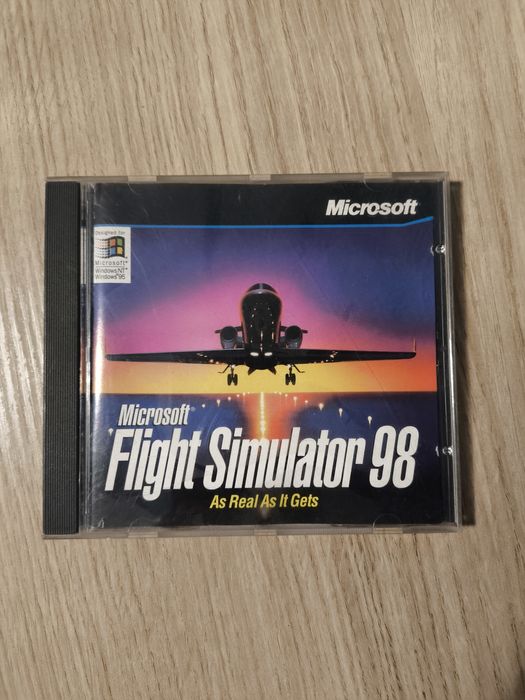 Microsoft
Designed for
Microsoft®
Windows NT®
Windows®95
Microsoft®
Flight Simulator 98
As Real As It Gets